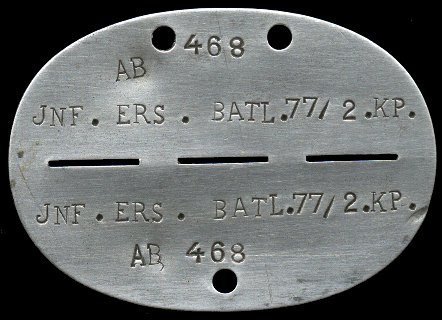 468
AB
JNF. ERS. BATL.77/2.KP.
JNF.ERS. BATL.77/2.KP.
AB 468